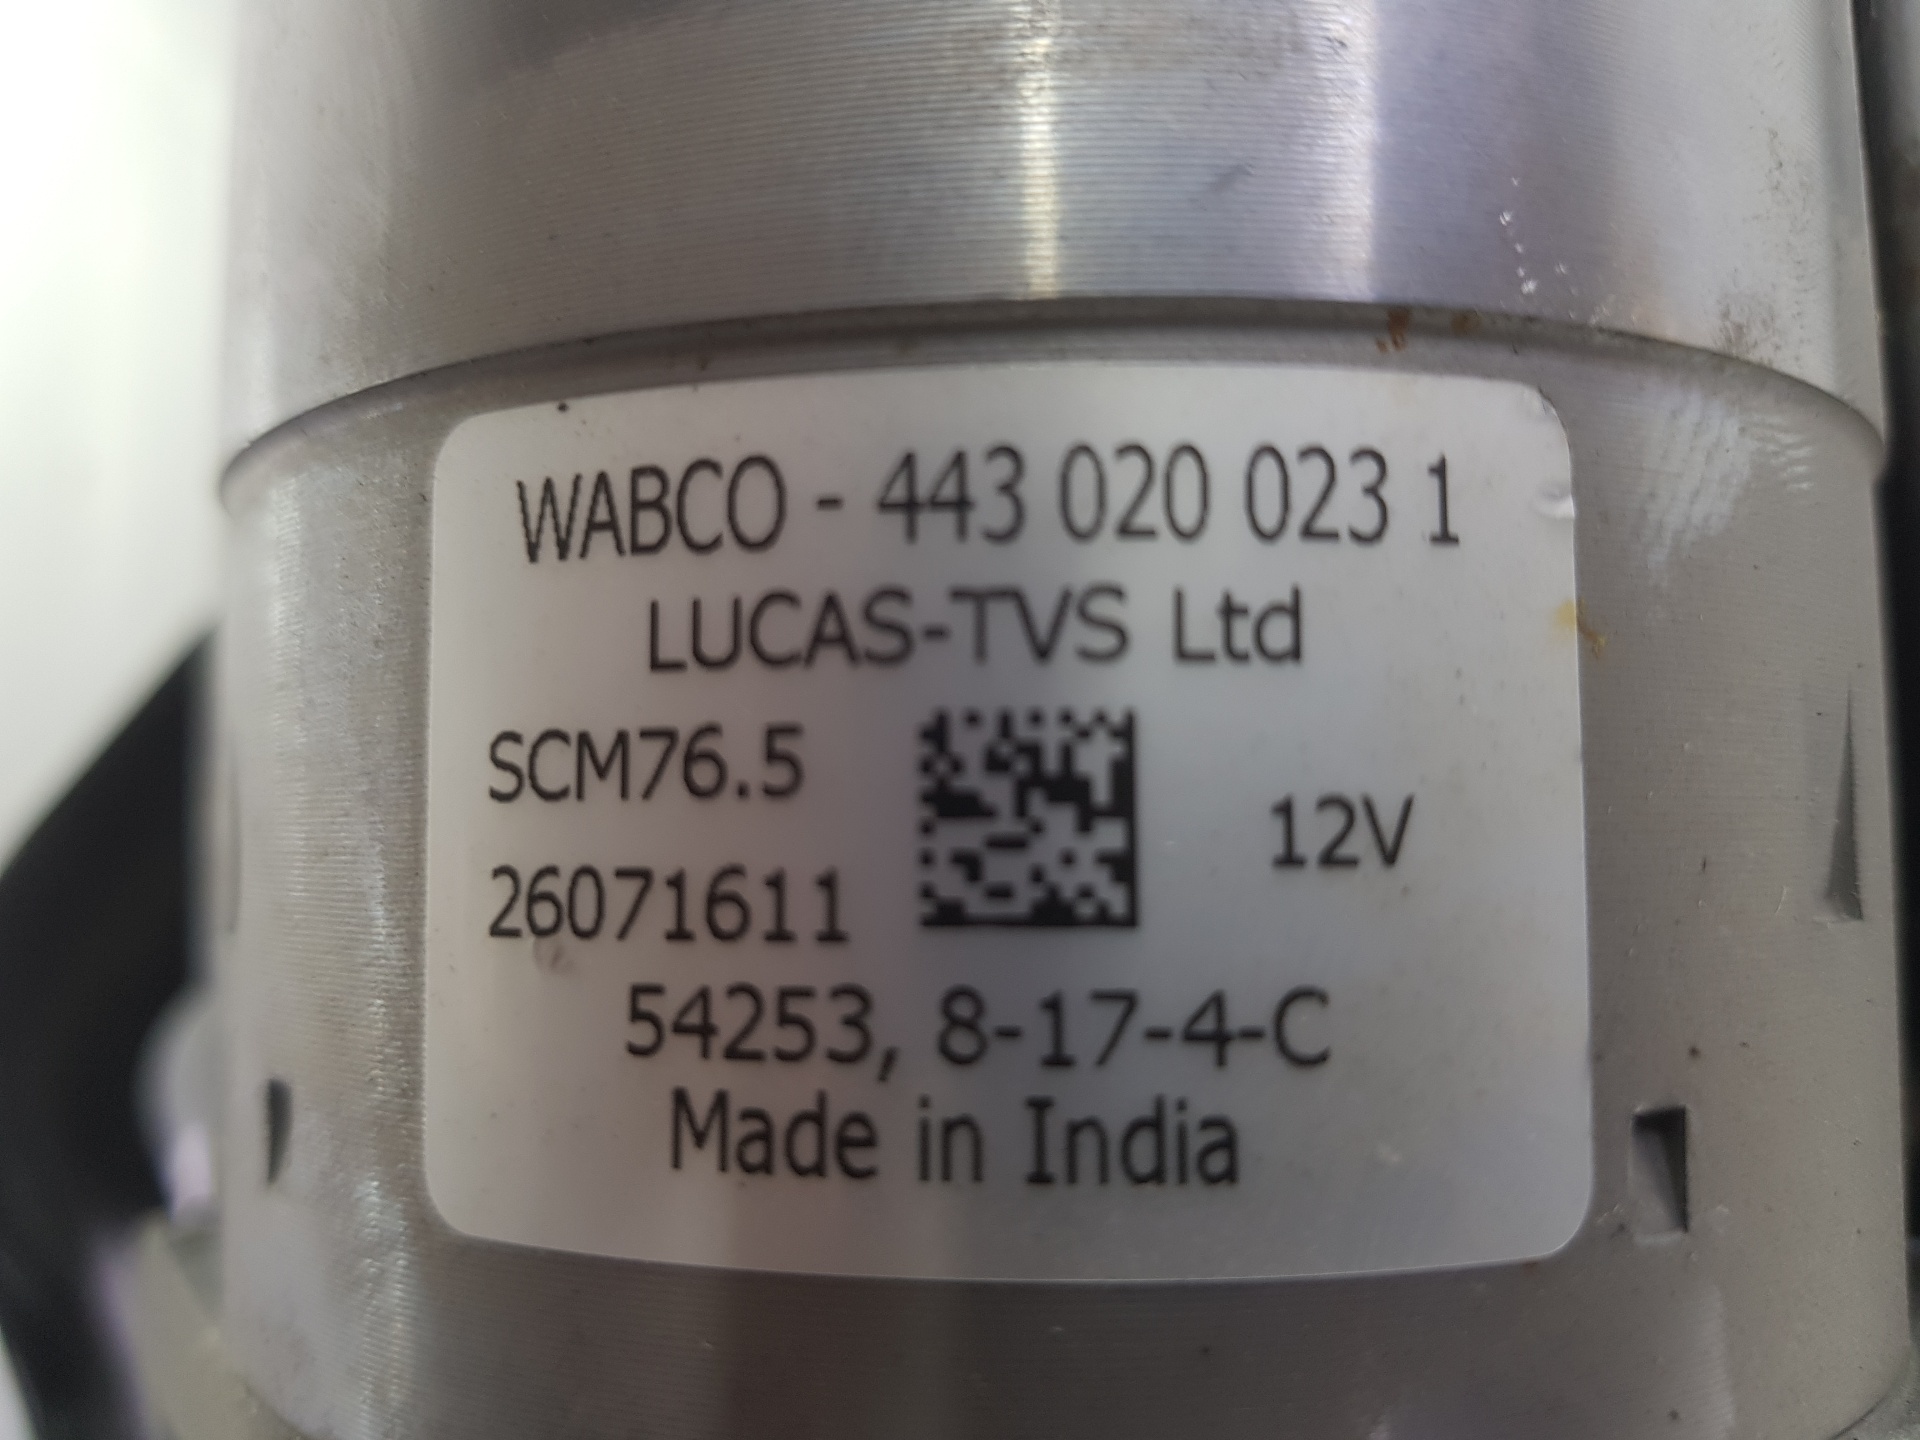 WABCO - 443 020 023 1
LUCAS-TVS Ltd
SCM76.5
12V
26071611
54253, 8-17-4-C
Made in India